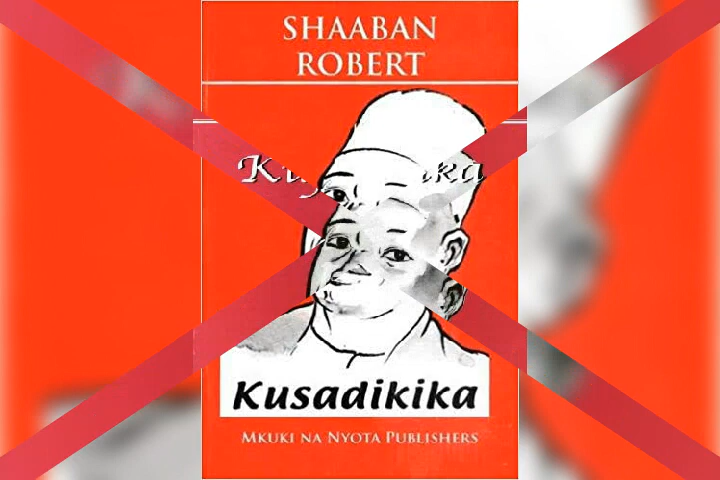 SHAABAN
ROBERT
Kusadikika
MKUKI NA NYOTA PUBLISHERS